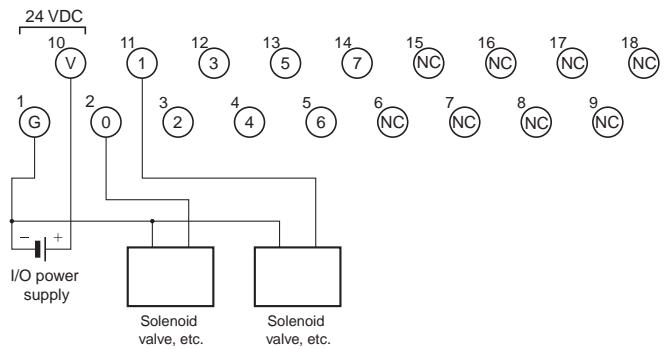 24 VDC
10 11 12 13 14 15 16 17 18
V 1 3 5 7 NC NC NC NC
1 2 3 4 5 6 7 8 9
G 0 2 4 6 NC NC NC NC
− +
I/O power
supply
Solenoid
valve, etc.
Solenoid
valve, etc.